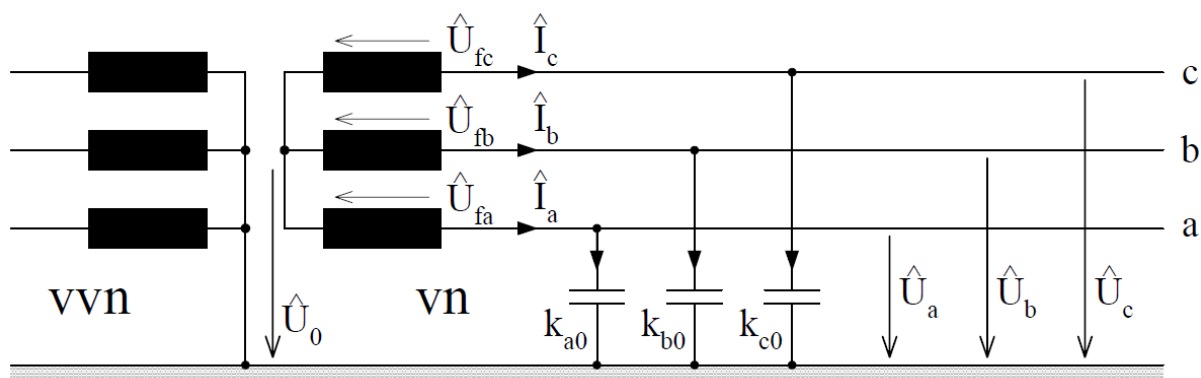 Û_fc Î_c c
Û_fb Î_b b
Û_fa Î_a a
vvn vn
Û_0 k_a0 k_b0 k_c0 Û_a Û_b Û_c